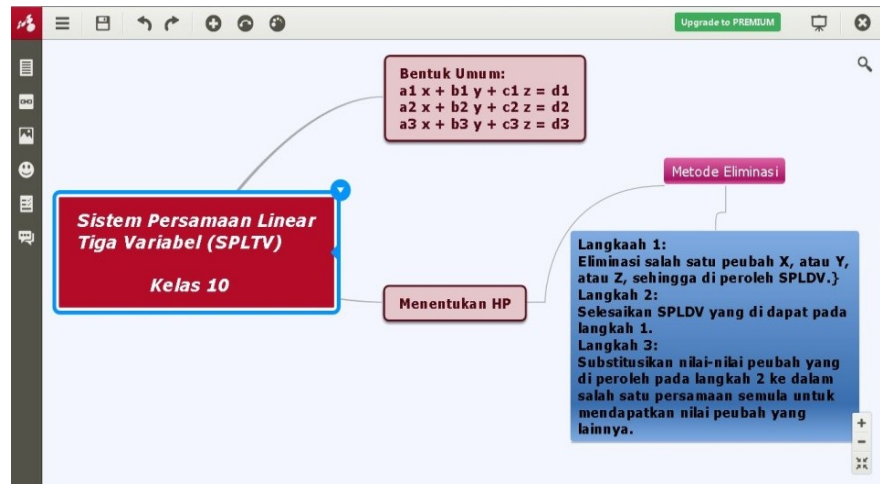 Upgrade to PREMIUM
Bentuk Umum:
a1 x + b1 y + c1 z = d1
a2 x + b2 y + c2 z = d2
a3 x + b3 y + c3 z = d3
Metode Eliminasi
Sistem Persamaan Linear
Tiga Variabel (SPLTV)
Kelas 10
Menentukan HP
Langkaah 1:
Eliminasi salah satu peubah X, atau Y,
atau Z, sehingga di peroleh SPLDV.}
Langkah 2:
Selesaikan SPLDV yang di dapat pada
langkah 1.
Langkah 3:
Substitusikan nilai-nilai peubah yang
di peroleh pada langkah 2 ke dalam
salah satu persamaan semula untuk
mendapatkan nilai peubah yang
lainnya.